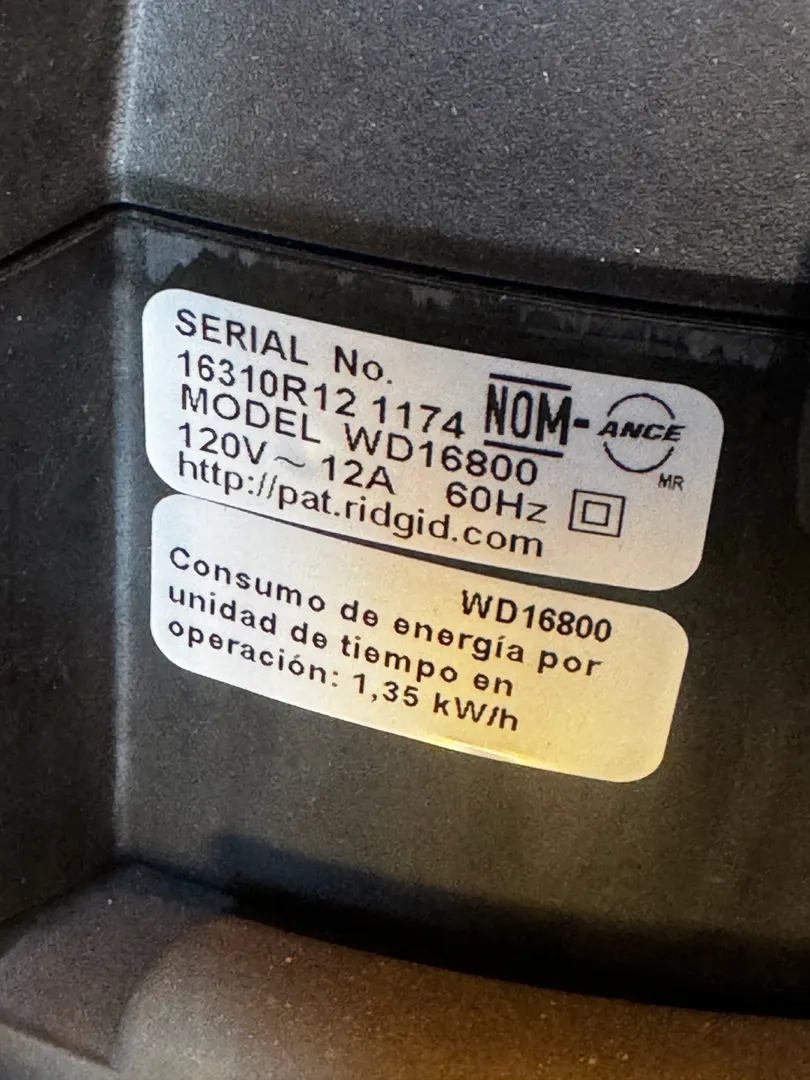 SERIAL No.
16310R12 1174
NOM-ANCE
MR
MODEL WD16800
120V~ 12A 60Hz
http://pat.ridgid.com
WD16800
Consumo de energía por
unidad de tiempo en
operación: 1,35 kW/h